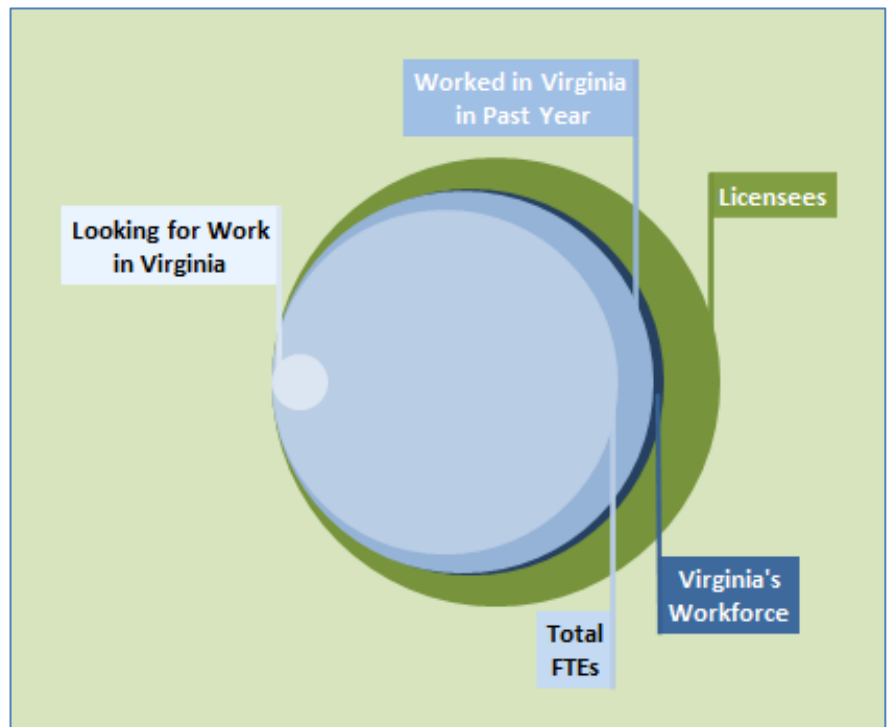 Worked in Virginia
in Past Year
Licensees
Looking for Work
in Virginia
Virginia's
Workforce
Total
FTEs